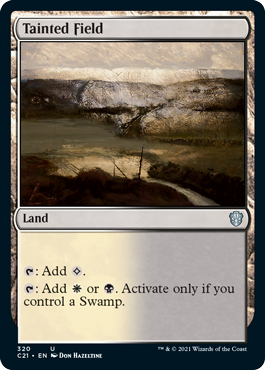 Tainted Field
Land
: Add .
: Add or . Activate only if you
control a Swamp.
320 U
C21 • EN Don Hazeltine
™ & © 2021 Wizards of the Coast